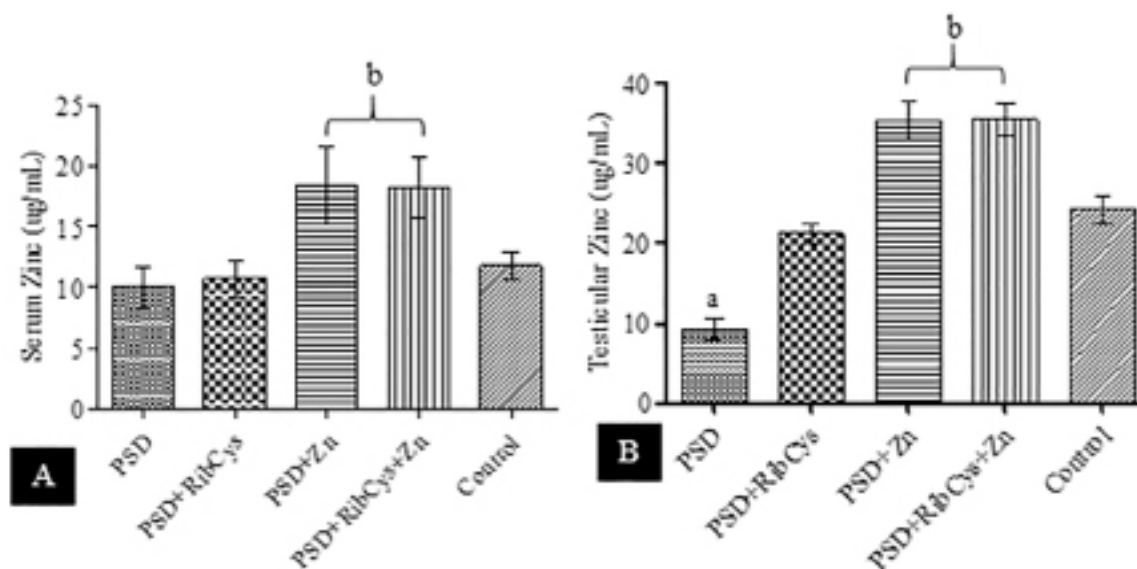 b
25
20
15
10
5
0
Serum Zinc (ug/mL)
PSD
PSD+RibCys
PSD+Zn
PSD+RibCys+Zn
Control
A
b
40
30
20
10
0
Testicular Zinc (ug/mL)
a
PSD
PSD+RibCys
PSD+Zn
PSD+RibCys+Zn
Control
B